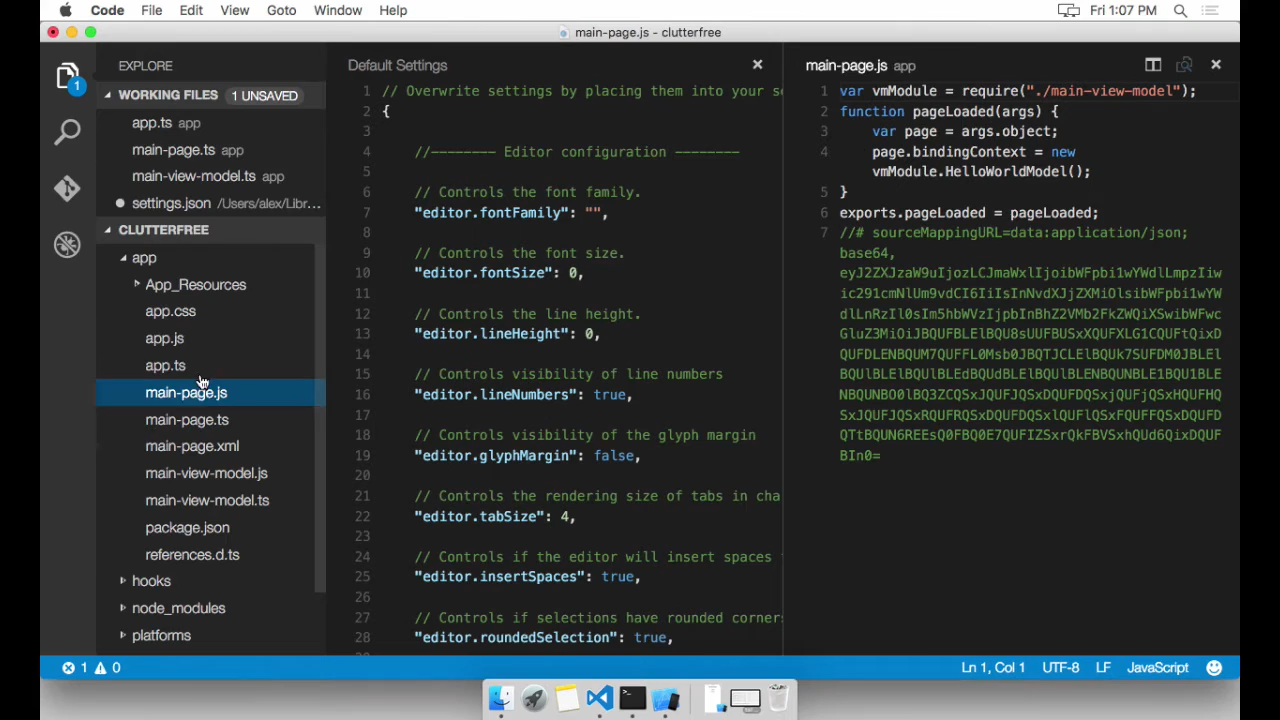 Code File Edit View Goto Window Help Fri 1:07 PM
main-page.js - clutterfree
EXPLORE
WORKING FILES 1 UNSAVED
app.ts app
main-page.ts app
main-view-model.ts app
settings.json /Users/alex/Libr...
CLUTTERFREE
app
App_Resources
app.css
app.js
app.ts
main-page.js
main-page.ts
main-page.xml
main-view-model.js
main-view-model.ts
package.json
references.d.ts
hooks
node_modules
platforms
1
Default Settings
1 // Overwrite settings by placing them into your se
2 {
3
4 //-------- Editor configuration --------
5
6 // Controls the font family.
7 "editor.fontFamily": "",
8
9 // Controls the font size.
10 "editor.fontSize": 0,
11
12 // Controls the line height.
13 "editor.lineHeight": 0,
14
15 // Controls visibility of line numbers
16 "editor.lineNumbers": true,
17
18 // Controls visibility of the glyph margin
19 "editor.glyphMargin": false,
20
21 // Controls the rendering size of tabs in cha
22 "editor.tabSize": 4,
23
24 // Controls if the editor will insert spaces
25 "editor.insertSpaces": true,
26
27 // Controls if selections have rounded corners
28 "editor.roundedSelection": true,
main-page.js app
1 var vmModule = require("./main-view-model");
2 function pageLoaded(args) {
3 var page = args.object;
4 page.bindingContext = new
vmModule.HelloWorldModel();
5 }
6 exports.pageLoaded = pageLoaded;
7 //# sourceMappingURL=data:application/json;
base64,
1 0 Ln 1, Col 1 UTF-8 LF JavaScript